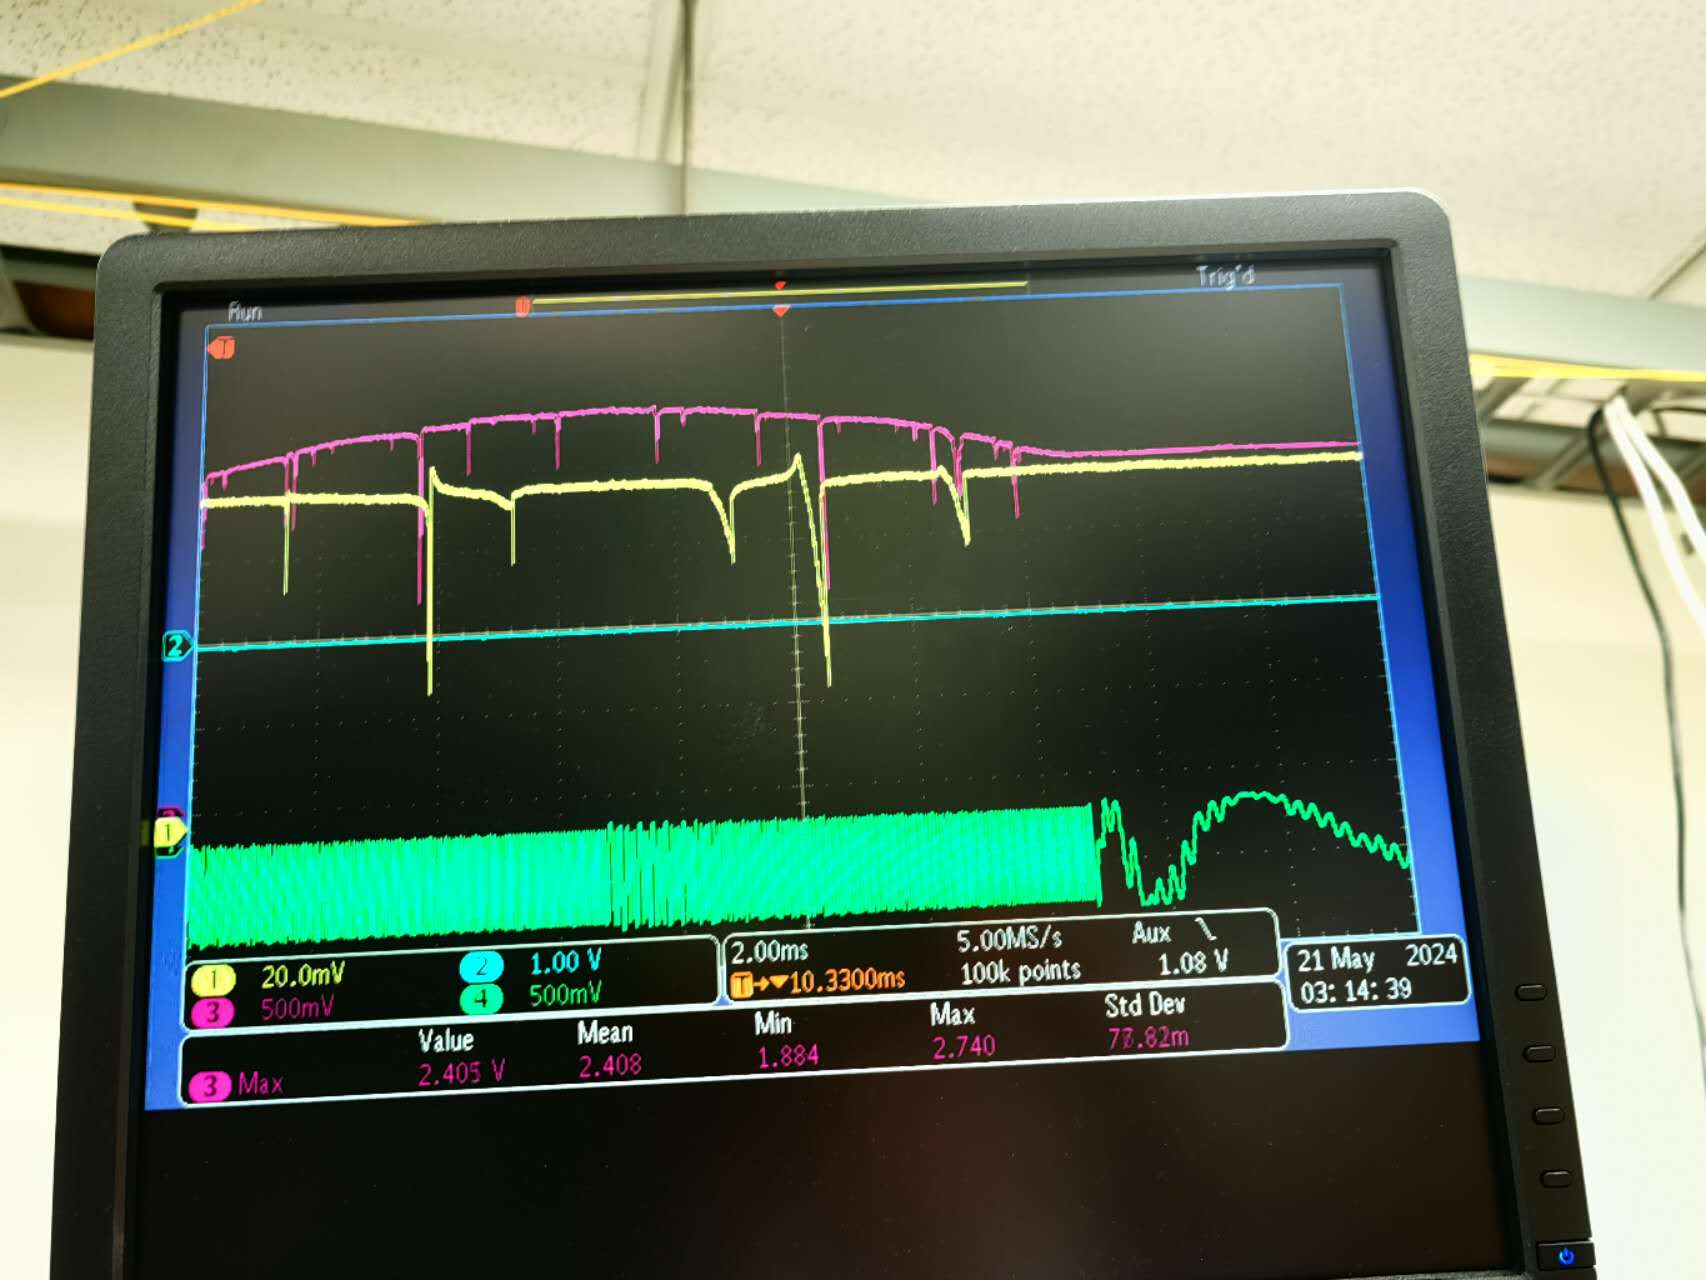 Run
Trig'd
T
2
1
1 20.0mV 2 1.00 V
3 500mV 4 500mV
2.00ms 5.00MS/s Aux
T→▼10.3300ms 100k points 1.08 V
21 May 2024
03: 14: 39
Value Mean Min Max Std Dev
3 Max 2.405 V 2.408 1.884 2.740